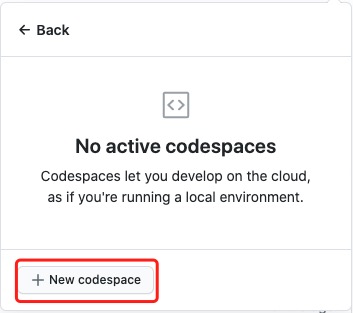 ← Back
No active codespaces
Codespaces let you develop on the cloud,
as if you're running a local environment.
+ New codespace